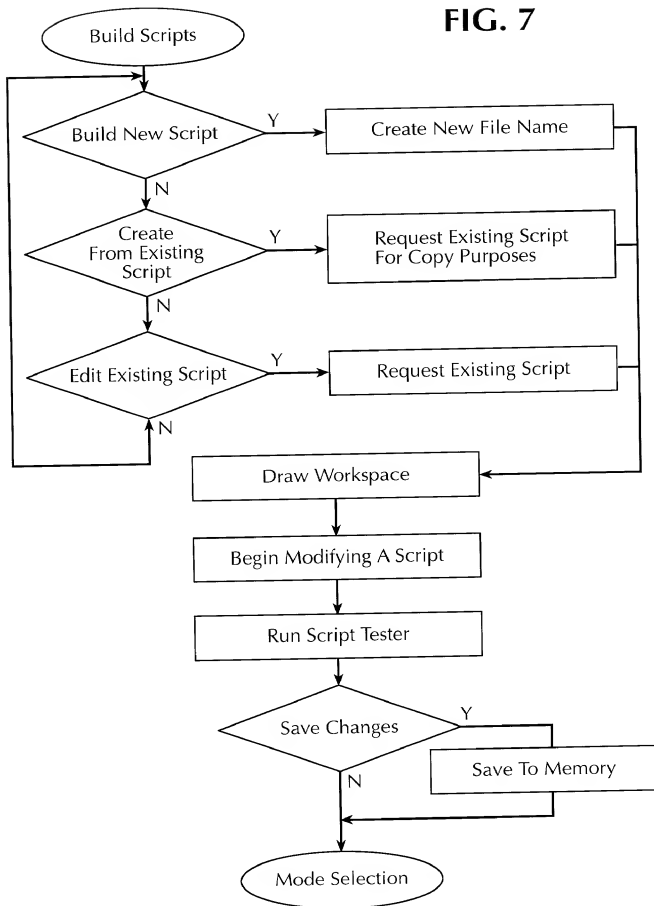 FIG. 7
Build Scripts
Build New Script
Y
Create New File Name
N
Create
From Existing
Script
Y
Request Existing Script
For Copy Purposes
N
Edit Existing Script
Y
Request Existing Script
N
Draw Workspace
Begin Modifying A Script
Run Script Tester
Save Changes
Y
Save To Memory
N
Mode Selection